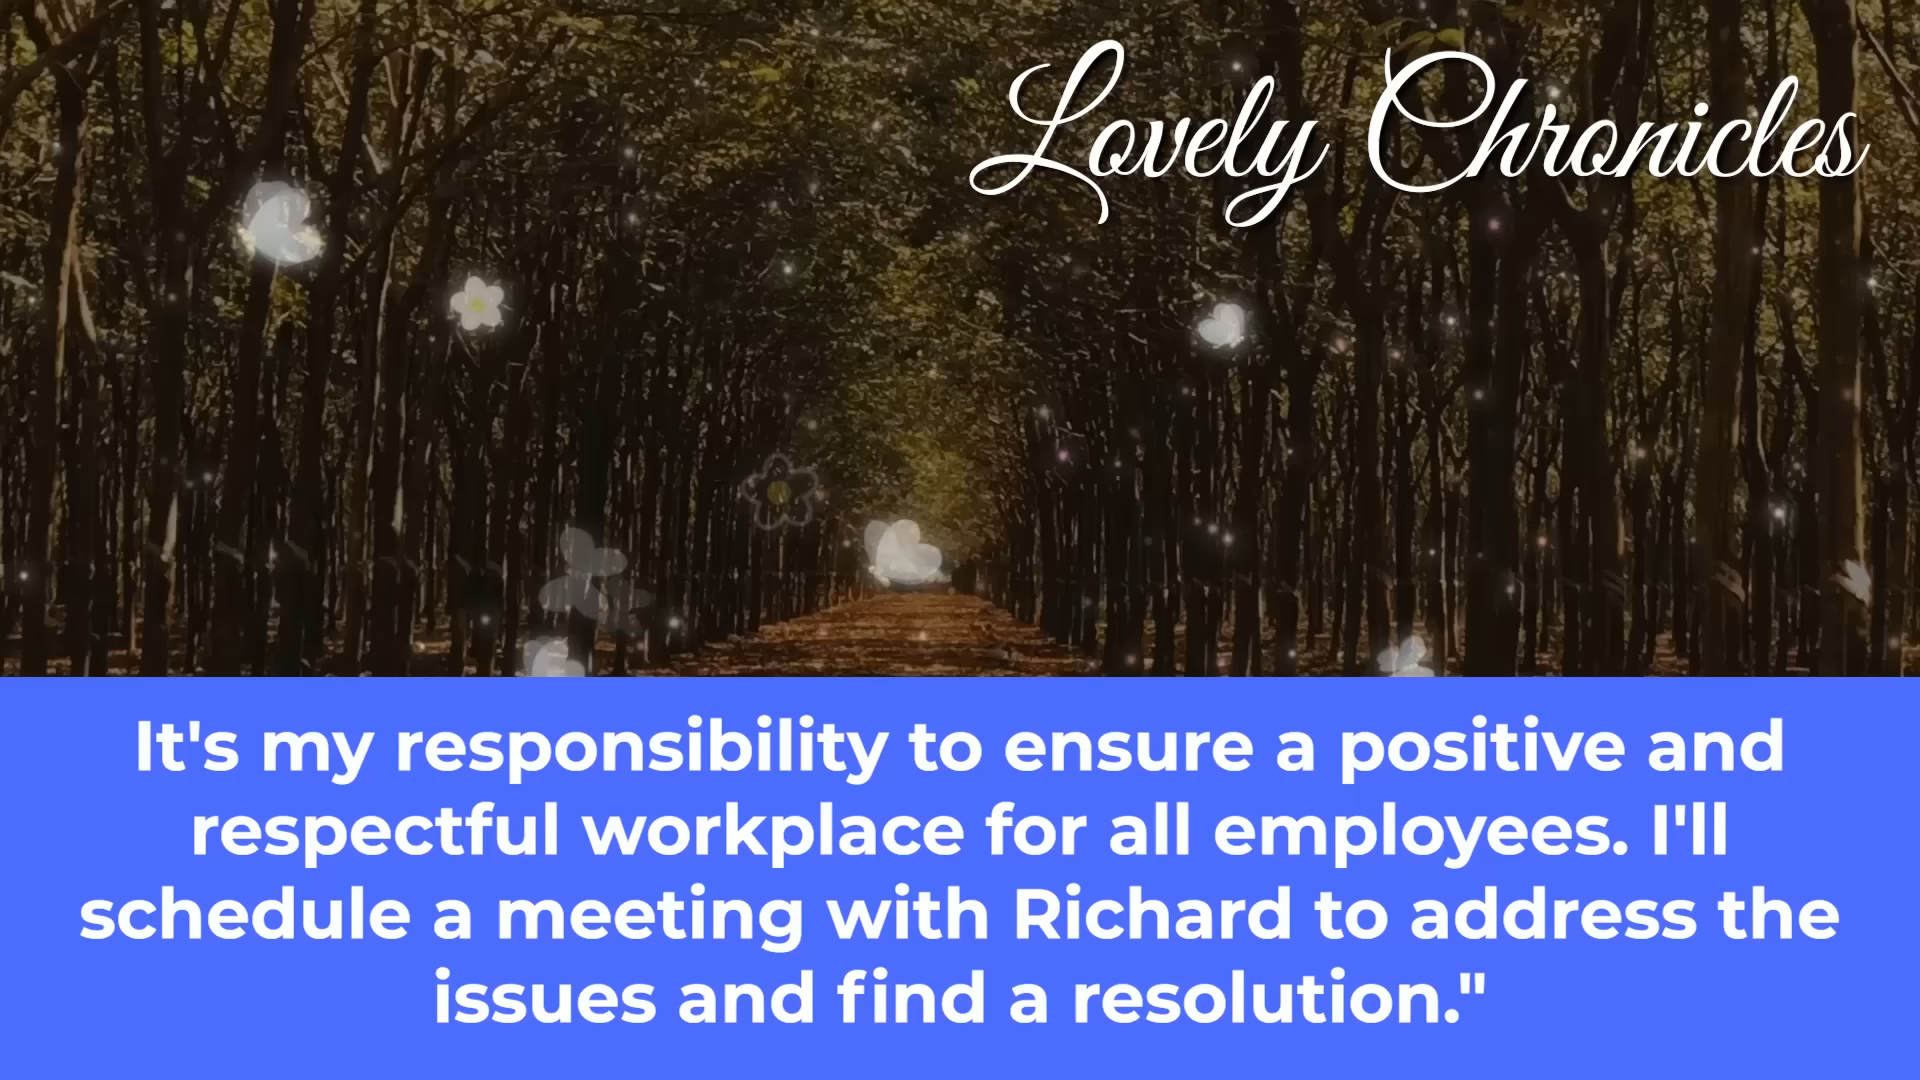 Lovely Chronicles
It's my responsibility to ensure a positive and
respectful workplace for all employees. I'll
schedule a meeting with Richard to address the
issues and find a resolution."